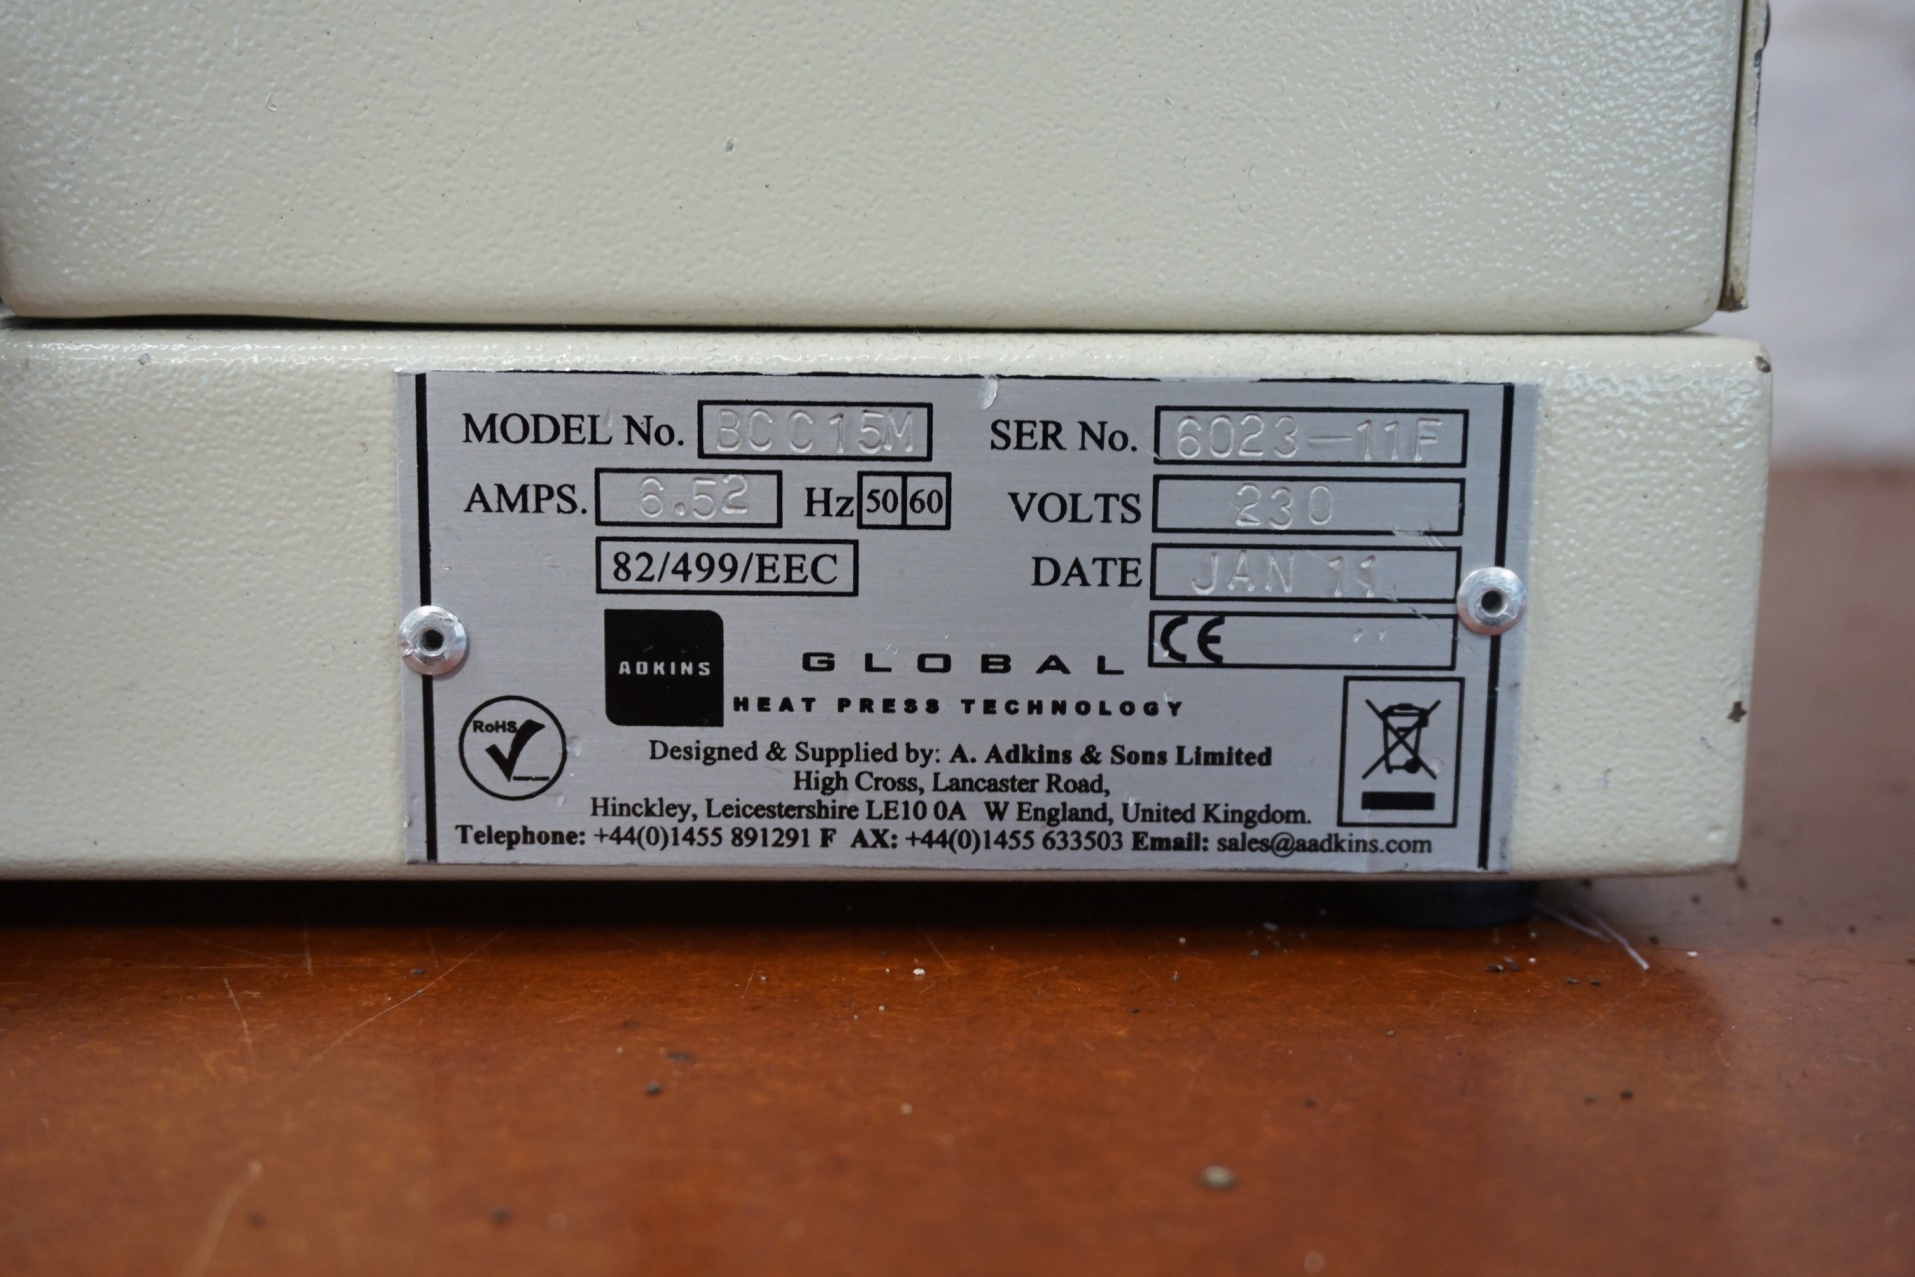 MODEL No. BCC15M SER No. 6023-11F
AMPS. 6.52 Hz 50 60 VOLTS 230
82/499/EEC DATE JAN 11
CE
ADKINS GLOBAL
HEAT PRESS TECHNOLOGY
RoHS
Designed & Supplied by: A. Adkins & Sons Limited
High Cross, Lancaster Road,
Hinckley, Leicestershire LE10 0A W England, United Kingdom.
Telephone: +44(0)1455 891291 F AX: +44(0)1455 633503 Email: sales@aadkins.com